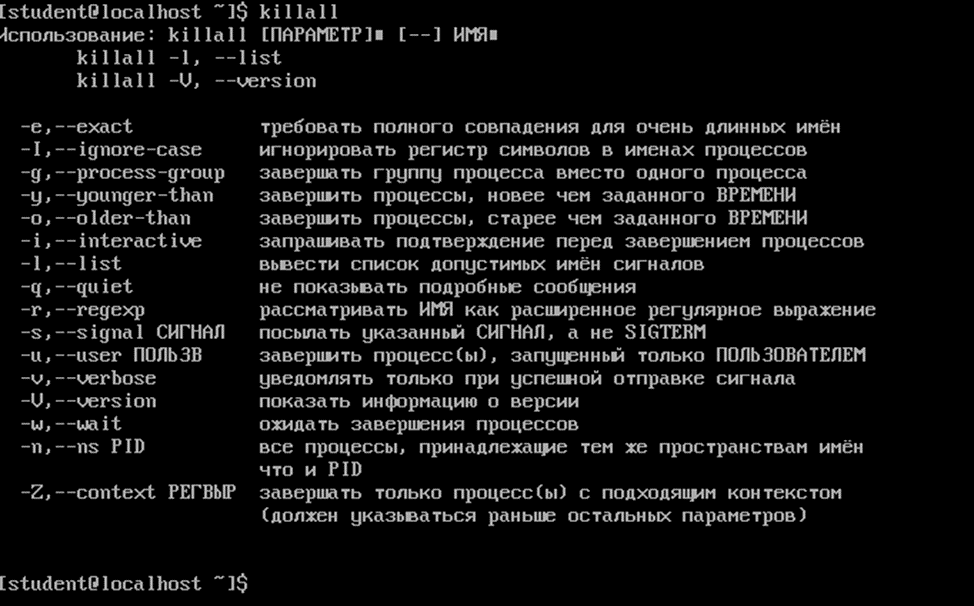 [student@localhost ~]$ killall
Использование: killall [ПАРАМЕТР]▪ [--] ИМЯ▪
       killall -l, --list
       killall -V, --version

  -e,--exact           требовать полного совпадения для очень длинных имён
  -I,--ignore-case     игнорировать регистр символов в именах процессов
  -g,--process-group   завершать группу процесса вместо одного процесса
  -y,--younger-than    завершить процессы, новее чем заданного ВРЕМЕНИ
  -o,--older-than      завершить процессы, старее чем заданного ВРЕМЕНИ
  -i,--interactive     запрашивать подтверждение перед завершением процессов
  -l,--list            вывести список допустимых имён сигналов
  -q,--quiet           не показывать подробные сообщения
  -r,--regexp          рассматривать ИМЯ как расширенное регулярное выражение
  -s,--signal СИГНАЛ   посылать указанный СИГНАЛ, а не SIGTERM
  -u,--user ПОЛЬЗВ     завершить процесс(ы), запущенный только ПОЛЬЗОВАТЕЛЕМ
  -v,--verbose         уведомлять только при успешной отправке сигнала
  -V,--version         показать информацию о версии
  -w,--wait            ожидать завершения процессов
  -n,--ns PID          все процессы, принадлежащие тем же пространствам имён
                       что и PID
  -Z,--context РЕГВЫР  завершать только процесс(ы) с подходящим контекстом
                       (должен указываться раньше остальных параметров)

[student@localhost ~]$